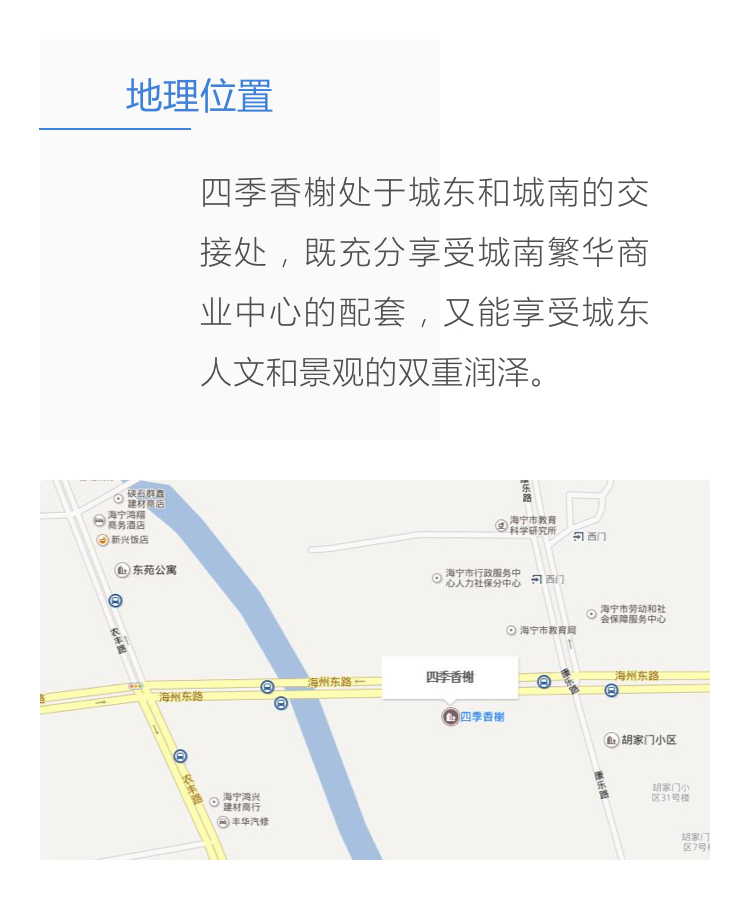 地理位置
四季香榭处于城东和城南的交
接处，既充分享受城南繁华商
业中心的配套，又能享受城东
人文和景观的双重润泽。
硖石群鑫
建材商店
海宁鸿翔
商务酒店
新兴饭店
东苑公寓
农丰路
康乐路
海宁市教育
科学研究所
西门
海宁市行政服务中
心人力社保分中心
西门
海宁市劳动和社
会保障服务中心
海宁市教育局
四季香榭
海州东路
海州东路
海州东路
康乐路
路
四季香榭
胡家门小区
农丰路
海宁鸿兴
建材商行
丰华汽修
康乐路
胡家门小
区31号楼
胡家门
区7号